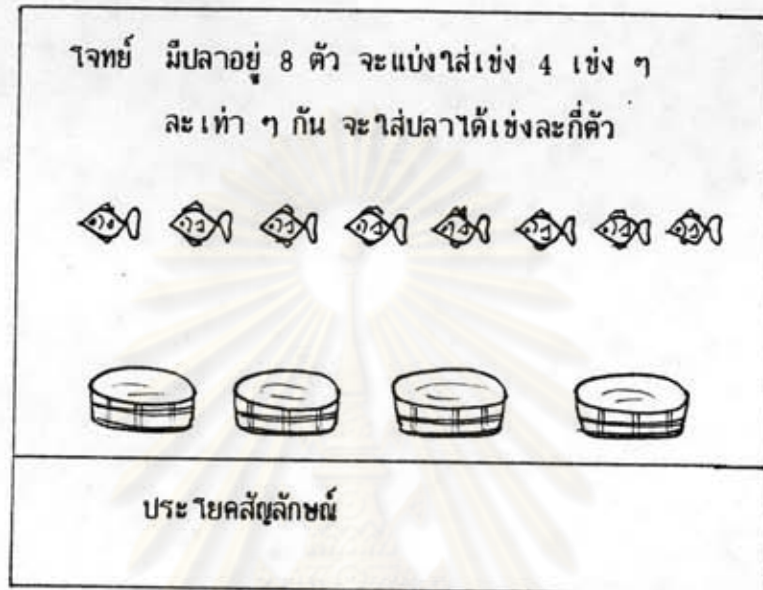 โจทย์ มีปลาอยู่ 8 ตัว จะแบ่งใส่เข่ง 4 เข่ง ๆ
ละเท่า ๆ กัน จะใส่ปลาได้เข่งละกี่ตัว
ประโยคสัญลักษณ์